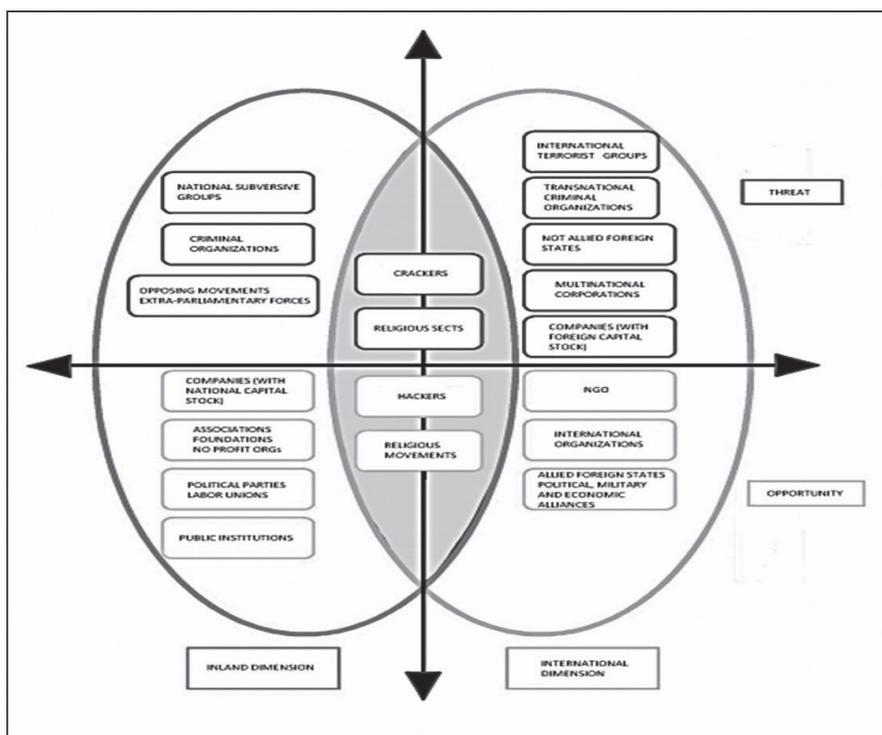 NATIONAL SUBVERSIVE
GROUPS
CRIMINAL
ORGANIZATIONS
OPPOSING MOVEMENTS
EXTRA-PARLIAMENTARY FORCES
COMPANIES (WITH
NATIONAL CAPITAL
STOCK)
ASSOCIATIONS
FOUNDATIONS
NO PROFIT ORGs
POLITICAL PARTIES
LABOR UNIONS
PUBLIC INSTITUTIONS
CRACKERS
RELIGIOUS SECTS
HACKERS
RELIGIOUS
MOVEMENTS
INTERNATIONAL
TERRORIST GROUPS
TRANSNATIONAL
CRIMINAL
ORGANIZATIONS
NOT ALLIED FOREIGN
STATES
MULTINATIONAL
CORPORATIONS
COMPANIES (WITH
FOREIGN CAPITAL
STOCK)
NGO
INTERNATIONAL
ORGANIZATIONS
ALLIED FOREIGN STATES
POLITICAL, MILITARY
AND ECONOMIC
ALLIANCES
THREAT
OPPORTUNITY
INLAND DIMENSION
INTERNATIONAL
DIMENSION